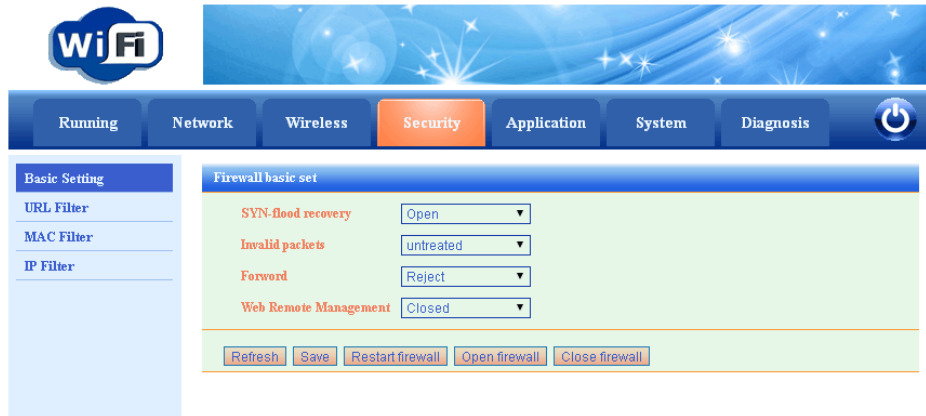 WiFi
Running Network Wireless Security Application System Diagnosis
Basic Setting
URL Filter
MAC Filter
IP Filter
Firewall basic set
SYN-flood recovery Open
Invalid packets untreated
Forword Reject
Web Remote Management Closed
Refresh Save Restart firewall Open firewall Close firewall